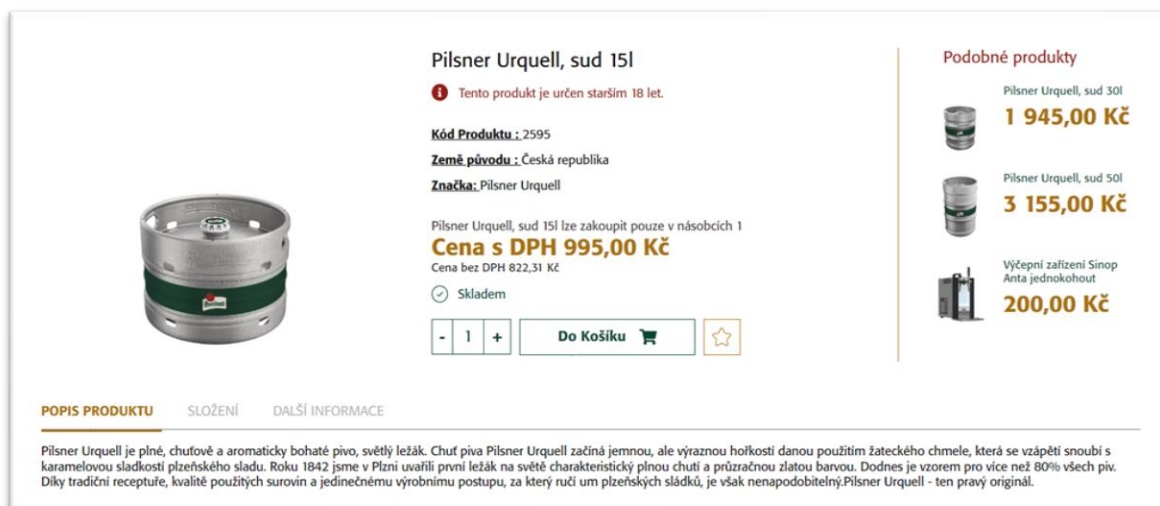 Pilsner Urquell, sud 15l
Tento produkt je určen starším 18 let.
Kód Produktu : 2595
Země původu : Česká republika
Značka: Pilsner Urquell
Pilsner Urquell, sud 15l lze zakoupit pouze v násobcích 1
Cena s DPH 995,00 Kč
Cena bez DPH 822,31 Kč
Skladem
- 1 +
Do Košíku
Podobné produkty
Pilsner Urquell, sud 30l
1 945,00 Kč
Pilsner Urquell, sud 50l
3 155,00 Kč
Výčepní zařízení Sinop
Anta jednokohout
200,00 Kč
POPIS PRODUKTU SLOŽENÍ DALŠÍ INFORMACE
Pilsner Urquell je plné, chuťově a aromaticky bohaté pivo, světlý ležák. Chuť piva Pilsner Urquell začíná jemnou, ale výraznou hořkostí danou použitím žateckého chmele, která se vzápětí snoubí s
karamelovou sladkostí plzeňského sladu. Roku 1842 jsme v Plzni uvařili první ležák na světě charakteristický plnou chutí a průzračnou zlatou barvou. Dodnes je vzorem pro více než 80% všech piv.
Díky tradiční receptuře, kvalitě použitých surovin a jedinečnému výrobnímu postupu, za který ručí um plzeňských sládků, je však nenapodobitelný.Pilsner Urquell - ten pravý originál.